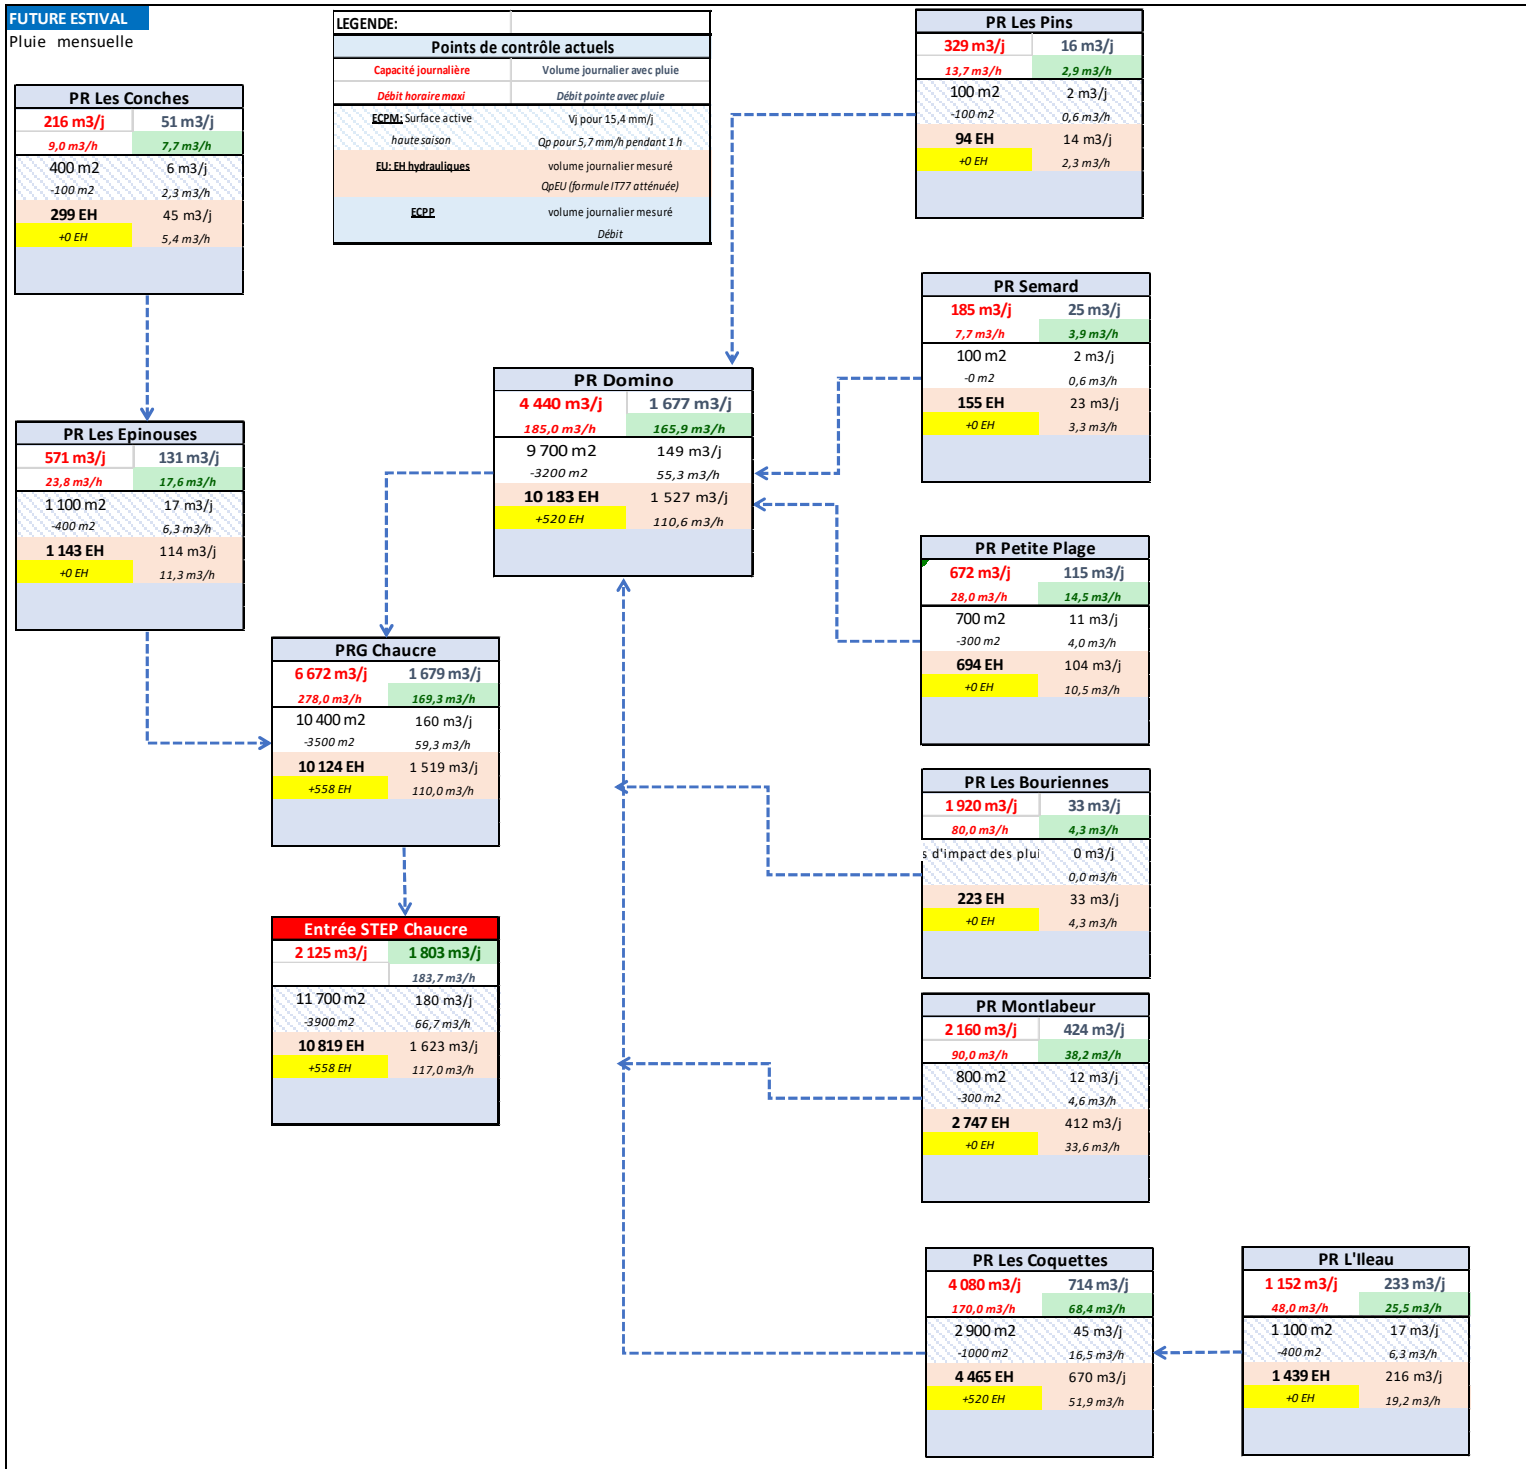 FUTURE ESTIVAL
Pluie mensuelle
LEGENDE:
Points de contrôle actuels
Capacité journalière Volume journalier avec pluie
Débit horaire maxi Débit pointe avec pluie
ECPM: Surface active Vj pour 15,4 mm/j
haute saison Qp pour 5,7 mm/h pendant 1 h
EU: EH hydrauliques volume journalier mesuré
QpEU (formule IT77 atténuée)
ECPP volume journalier mesuré
Débit
PR Les Pins
329 m3/j 16 m3/j
13,7 m3/h 2,9 m3/h
100 m2 2 m3/j
-100 m2 0,6 m3/h
94 EH 14 m3/j
+0 EH 2,3 m3/h
PR Les Conches
216 m3/j 51 m3/j
9,0 m3/h 7,7 m3/h
400 m2 6 m3/j
-100 m2 2,3 m3/h
299 EH 45 m3/j
+0 EH 5,4 m3/h
PR Semard
185 m3/j 25 m3/j
7,7 m3/h 3,9 m3/h
100 m2 2 m3/j
-0 m2 0,6 m3/h
155 EH 23 m3/j
+0 EH 3,3 m3/h
PR Domino
4 440 m3/j 1 677 m3/j
185,0 m3/h 165,9 m3/h
9 700 m2 149 m3/j
-3200 m2 55,3 m3/h
10 183 EH 1 527 m3/j
+520 EH 110,6 m3/h
PR Les Epinouses
571 m3/j 131 m3/j
23,8 m3/h 17,6 m3/h
1 100 m2 17 m3/j
-400 m2 6,3 m3/h
1 143 EH 114 m3/j
+0 EH 11,3 m3/h
PR Petite Plage
672 m3/j 115 m3/j
28,0 m3/h 14,5 m3/h
700 m2 11 m3/j
-300 m2 4,0 m3/h
694 EH 104 m3/j
+0 EH 10,5 m3/h
PRG Chaucre
6 672 m3/j 1 679 m3/j
278,0 m3/h 169,3 m3/h
10 400 m2 160 m3/j
-3500 m2 59,3 m3/h
10 124 EH 1 519 m3/j
+558 EH 110,0 m3/h
PR Les Bouriennes
1 920 m3/j 33 m3/j
80,0 m3/h 4,3 m3/h
s d'impact des plui 0 m3/j
0,0 m3/h
223 EH 33 m3/j
+0 EH 4,3 m3/h
Entrée STEP Chaucre
2 125 m3/j 1 803 m3/j
183,7 m3/h
11 700 m2 180 m3/j
-3900 m2 66,7 m3/h
10 819 EH 1 623 m3/j
+558 EH 117,0 m3/h
PR Montlabeur
2 160 m3/j 424 m3/j
90,0 m3/h 38,2 m3/h
800 m2 12 m3/j
-300 m2 4,6 m3/h
2 747 EH 412 m3/j
+0 EH 33,6 m3/h
PR Les Coquettes
4 080 m3/j 714 m3/j
170,0 m3/h 68,4 m3/h
2 900 m2 45 m3/j
-1000 m2 16,5 m3/h
4 465 EH 670 m3/j
+520 EH 51,9 m3/h
PR L'Ileau
1 152 m3/j 233 m3/j
48,0 m3/h 25,5 m3/h
1 100 m2 17 m3/j
-400 m2 6,3 m3/h
1 439 EH 216 m3/j
+0 EH 19,2 m3/h